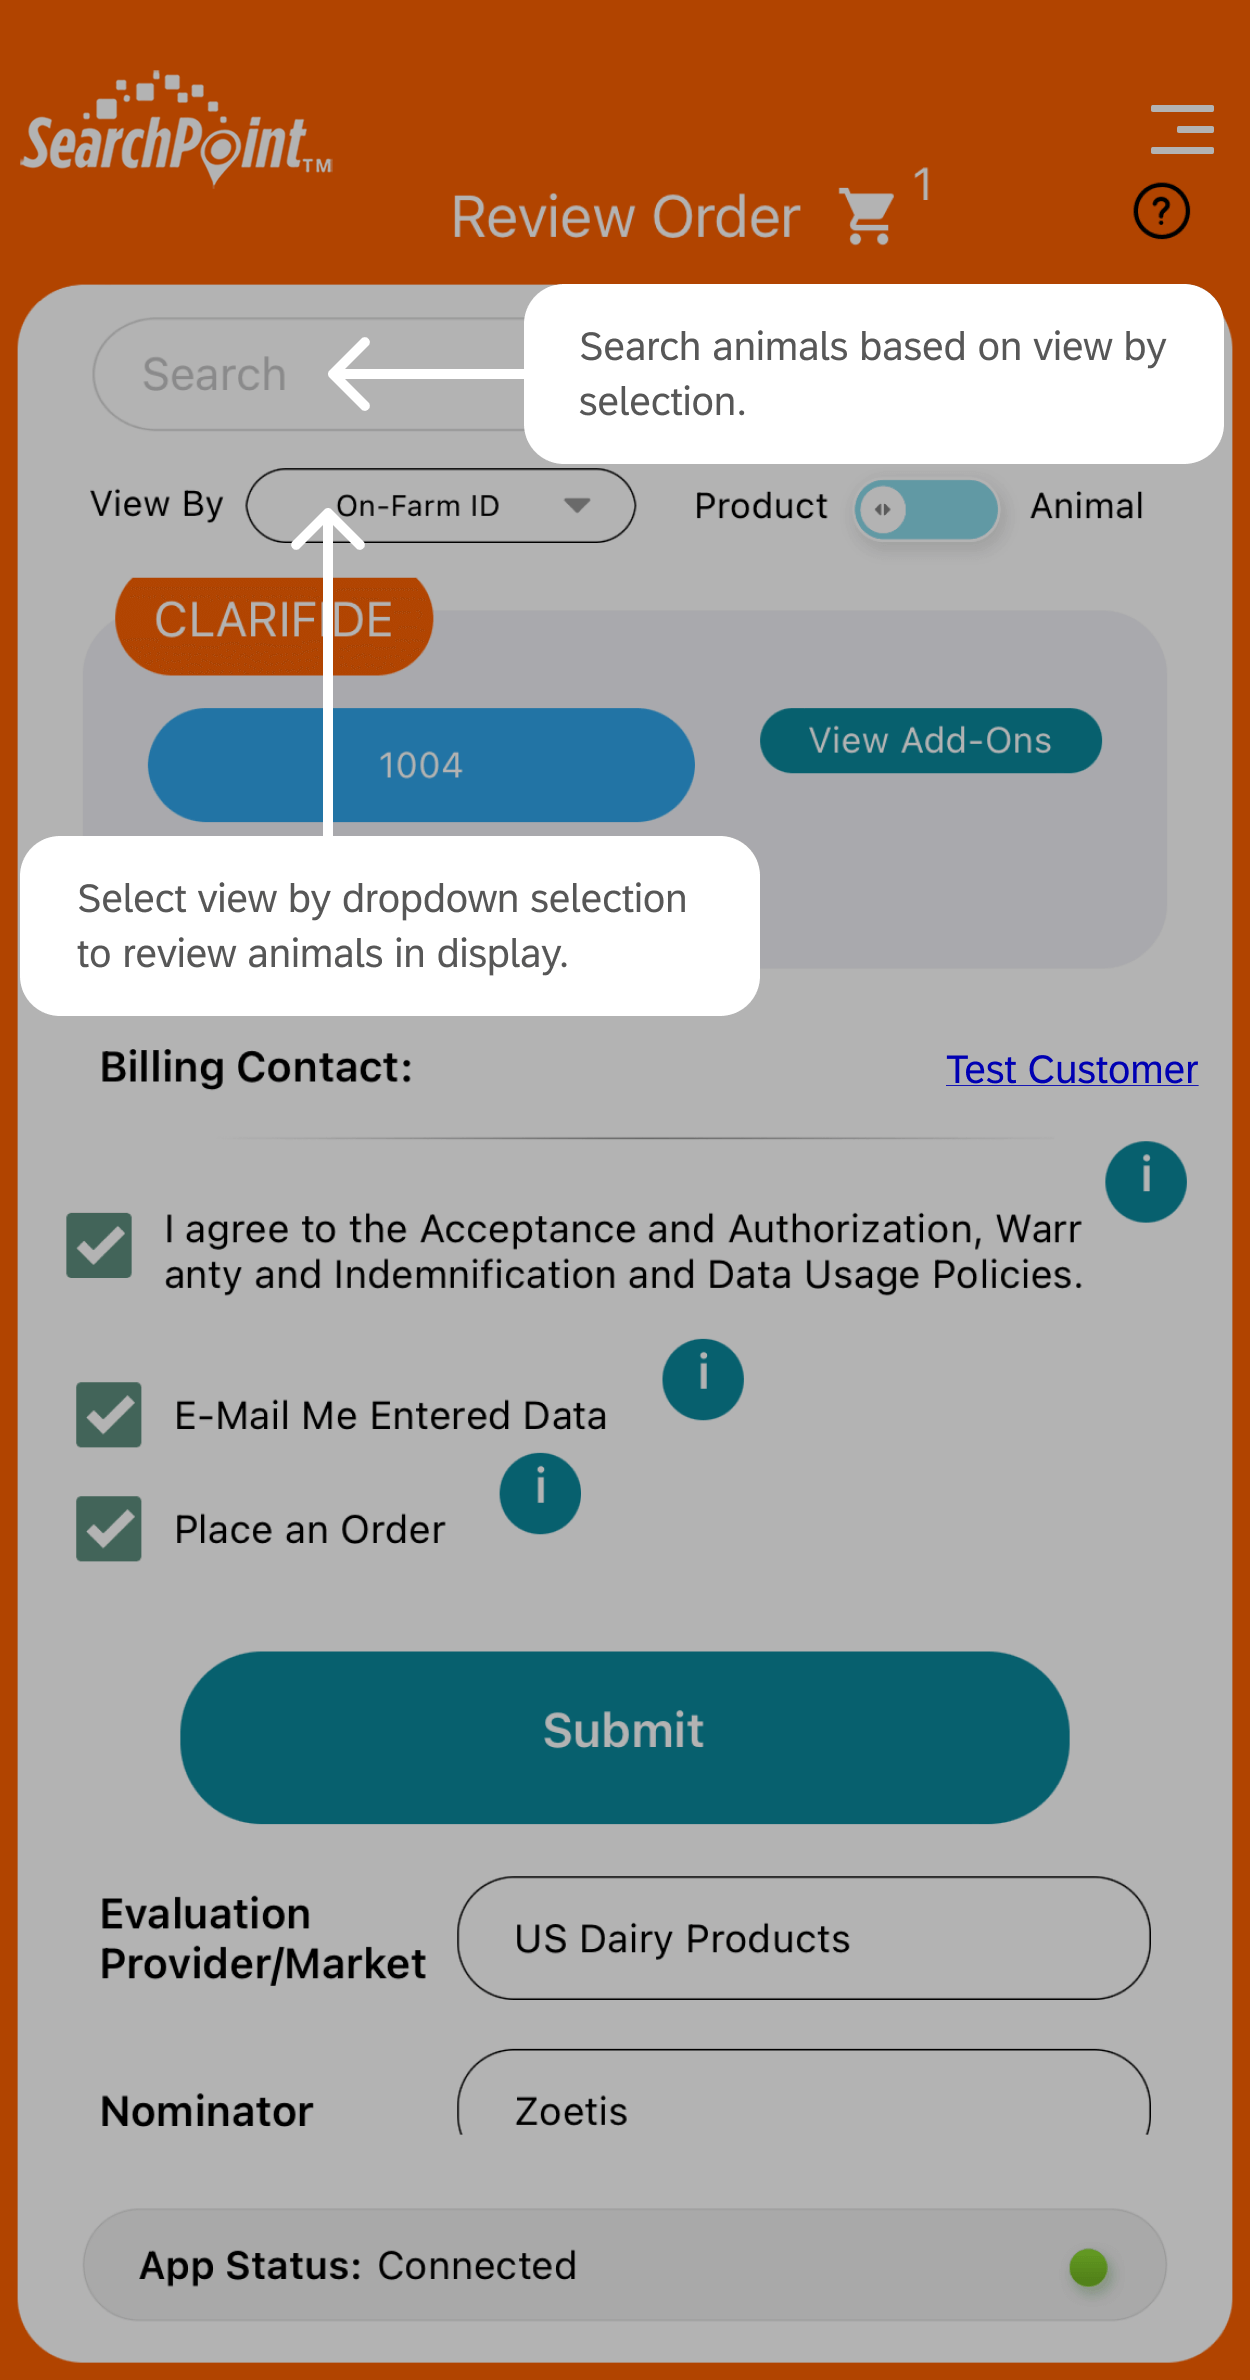 SearchPoint™
Review Order 1
?
Search
Search animals based on view by
selection.
View By On-Farm ID Product Animal
CLARIFIDE
1004
View Add-Ons
Select view by dropdown selection
to review animals in display.
Billing Contact: Test Customer
i
I agree to the Acceptance and Authorization, Warr
anty and Indemnification and Data Usage Policies.
i
E-Mail Me Entered Data
i
Place an Order
Submit
Evaluation
Provider/Market
US Dairy Products
Nominator Zoetis
App Status: Connected